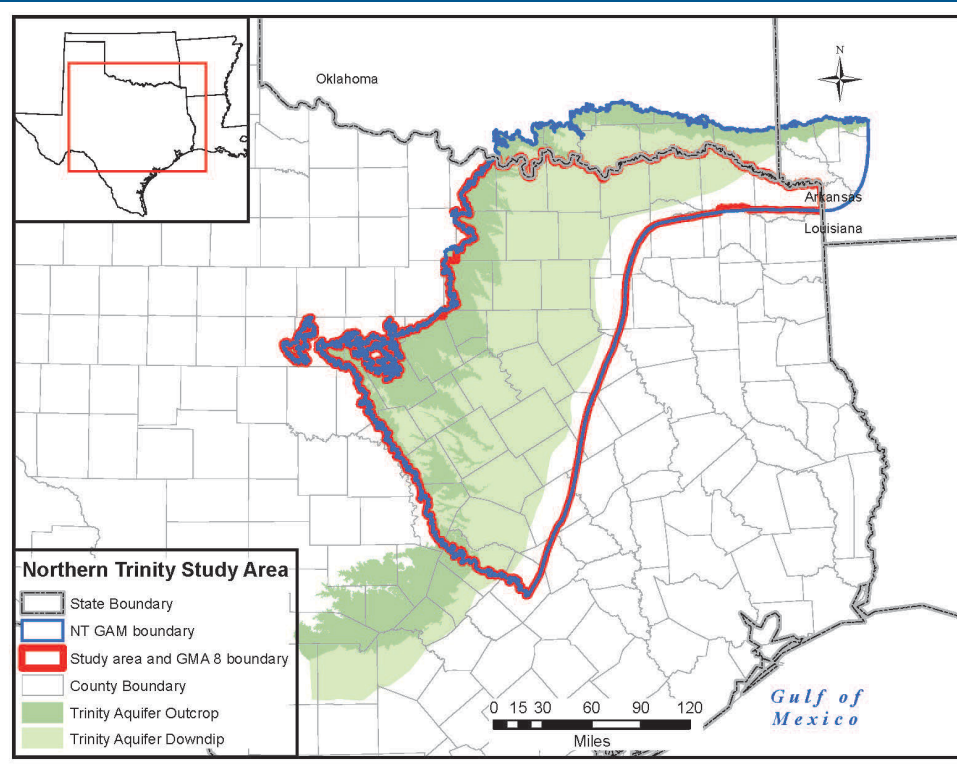 Oklahoma
N
Arkansas
Louisiana
Northern Trinity Study Area
State Boundary
NT GAM boundary
Study area and GMA 8 boundary
County Boundary
Trinity Aquifer Outcrop
Trinity Aquifer Downdip
0 15 30 60 90 120
Miles
Gulf of
Mexico